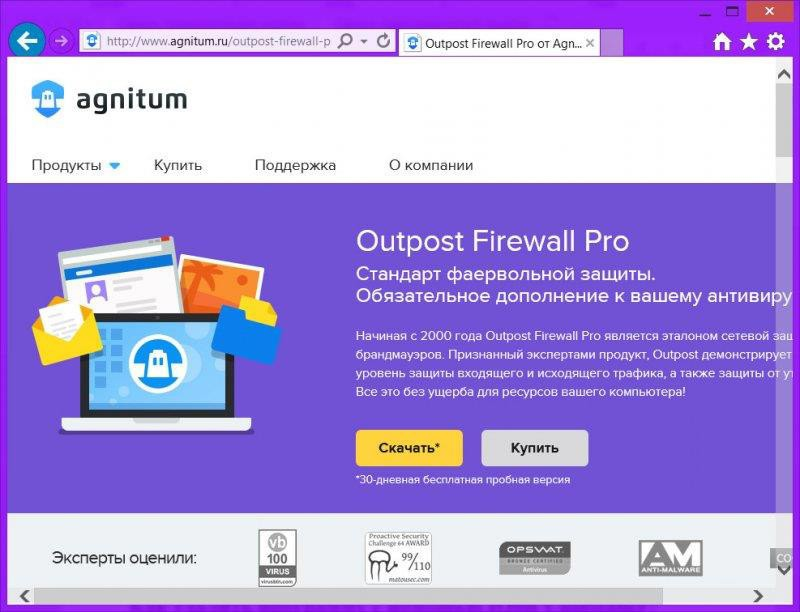 http://www.agnitum.ru/outpost-firewall-p
Outpost Firewall Pro от Agn...
agnitum
Продукты Купить Поддержка О компании
Outpost Firewall Pro
Стандарт фаервольной защиты.
Обязательное дополнение к вашему антивиру
Начиная с 2000 года Outpost Firewall Pro является эталоном сетевой защ
брандмауэров. Признанный экспертами продукт, Outpost демонстрирует
уровень защиты входящего и исходящего трафика, а также защиты от ут
Все это без ущерба для ресурсов вашего компьютера!
Скачать* Купить
*30-дневная бесплатная пробная версия
Эксперты оценили:
vb
100
VIRUS
virusbtn.com
Proactive Security
Challenge 64 AWARD
99/110
matousec.com
OPSWAT
BRONZE CERTIFIED
Antivirus
AM
ANTI-MALWARE
CO